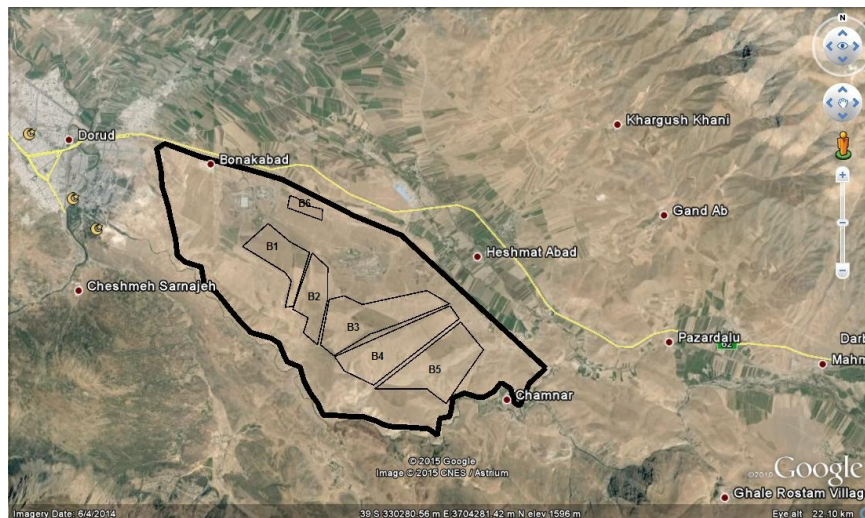 N
Khargush Khani
Dorud
Bonakabad
B6
Gand Ab
B1
Heshmat Abad
Cheshmeh Sarnajeh
B2
B3
Pazardalu
62
B4
B5
Chamnar
© 2015 Google
Image © 2015 CNES / Astrium
Google
Ghale Rostam Villag
Imagery Date: 6/4/2014
39 S 330280.56 m E 3704281.42 m N elev 1596 m
Eye alt 22.10 km